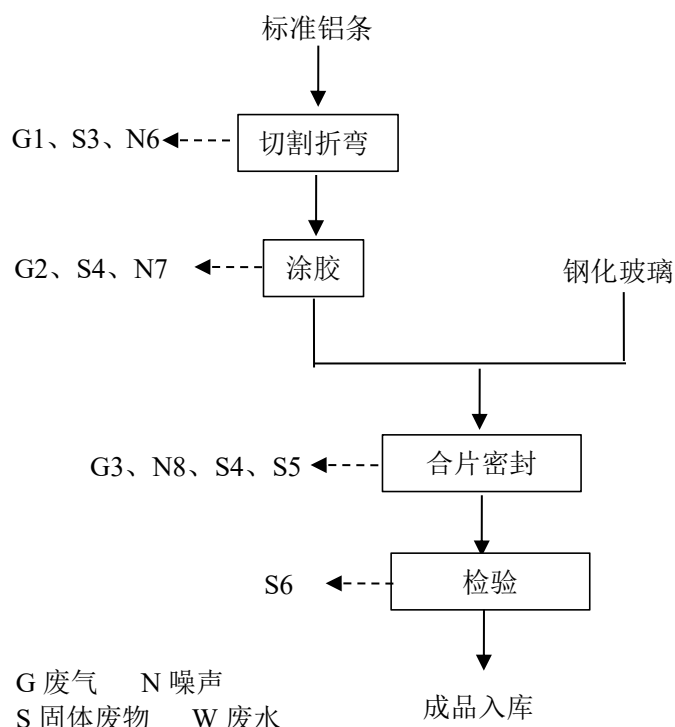 标准铝条
G1、S3、N6
切割折弯
G2、S4、N7
涂胶
钢化玻璃
G3、N8、S4、S5
合片密封
S6
检验
G 废气 N 噪声
S 固体废物 W 废水
成品入库